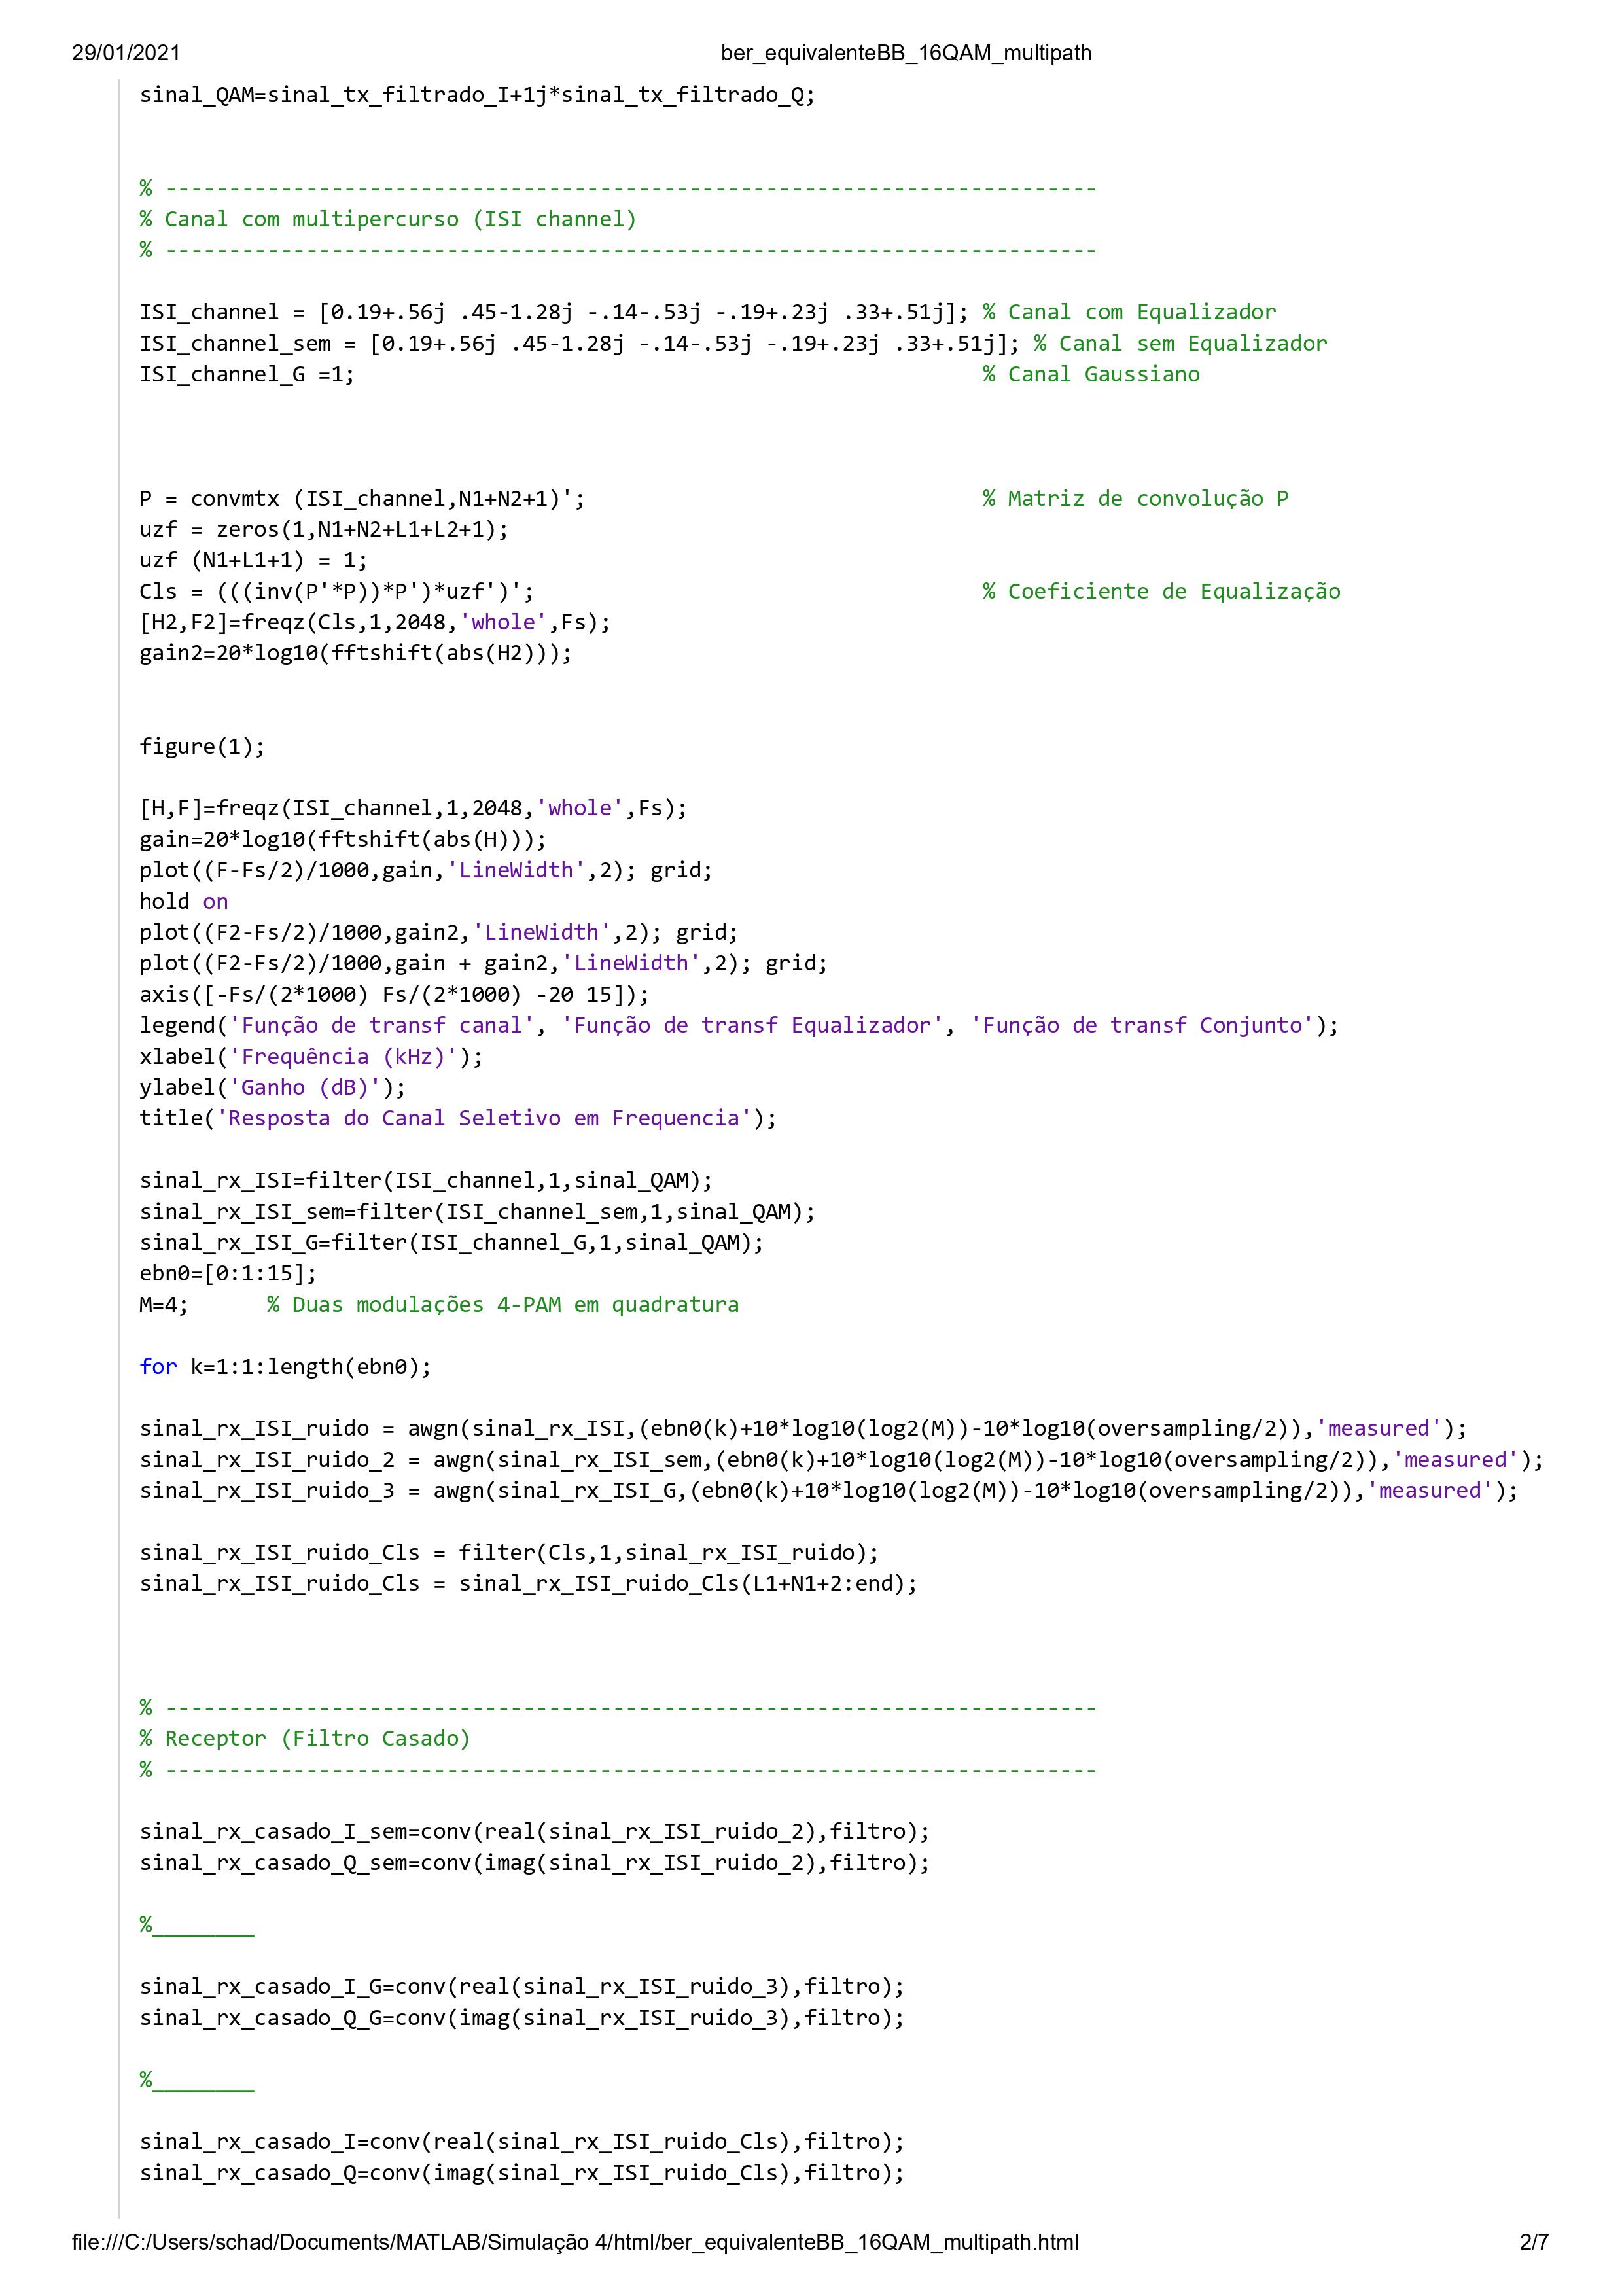 29/01/2021 ber_equivalenteBB_16QAM_multipath
sinal_QAM=sinal_tx_filtrado_I+1j*sinal_tx_filtrado_Q;
% -------------------------------------------------------------------------
% Canal com multipercurso (ISI channel)
% -------------------------------------------------------------------------
ISI_channel = [0.19+.56j .45-1.28j -.14-.53j -.19+.23j .33+.51j]; % Canal com Equalizador
ISI_channel_sem = [0.19+.56j .45-1.28j -.14-.53j -.19+.23j .33+.51j]; % Canal sem Equalizador
ISI_channel_G =1; % Canal Gaussiano
P = convmtx (ISI_channel,N1+N2+1)'; % Matriz de convolução P
uzf = zeros(1,N1+N2+L1+L2+1);
uzf (N1+L1+1) = 1;
Cls = (((inv(P'*P))*P')*uzf')'; % Coeficiente de Equalização
[H2,F2]=freqz(Cls,1,2048,'whole',Fs);
gain2=20*log10(fftshift(abs(H2)));
figure(1);
[H,F]=freqz(ISI_channel,1,2048,'whole',Fs);
gain=20*log10(fftshift(abs(H)));
plot((F-Fs/2)/1000,gain,'LineWidth',2); grid;
hold on
plot((F2-Fs/2)/1000,gain2,'LineWidth',2); grid;
plot((F2-Fs/2)/1000,gain + gain2,'LineWidth',2); grid;
axis([-Fs/(2*1000) Fs/(2*1000) -20 15]);
legend('Função de transf canal', 'Função de transf Equalizador', 'Função de transf Conjunto');
xlabel('Frequência (kHz)');
ylabel('Ganho (dB)');
title('Resposta do Canal Seletivo em Frequencia');
sinal_rx_ISI=filter(ISI_channel,1,sinal_QAM);
sinal_rx_ISI_sem=filter(ISI_channel_sem,1,sinal_QAM);
sinal_rx_ISI_G=filter(ISI_channel_G,1,sinal_QAM);
ebn0=[0:1:15];
M=4; % Duas modulações 4-PAM em quadratura
for k=1:1:length(ebn0);
sinal_rx_ISI_ruido = awgn(sinal_rx_ISI,(ebn0(k)+10*log10(log2(M))-10*log10(oversampling/2)),'measured');
sinal_rx_ISI_ruido_2 = awgn(sinal_rx_ISI_sem,(ebn0(k)+10*log10(log2(M))-10*log10(oversampling/2)),'measured');
sinal_rx_ISI_ruido_3 = awgn(sinal_rx_ISI_G,(ebn0(k)+10*log10(log2(M))-10*log10(oversampling/2)),'measured');
sinal_rx_ISI_ruido_Cls = filter(Cls,1,sinal_rx_ISI_ruido);
sinal_rx_ISI_ruido_Cls = sinal_rx_ISI_ruido_Cls(L1+N1+2:end);
% -------------------------------------------------------------------------
% Receptor (Filtro Casado)
% -------------------------------------------------------------------------
sinal_rx_casado_I_sem=conv(real(sinal_rx_ISI_ruido_2),filtro);
sinal_rx_casado_Q_sem=conv(imag(sinal_rx_ISI_ruido_2),filtro);
%________
sinal_rx_casado_I_G=conv(real(sinal_rx_ISI_ruido_3),filtro);
sinal_rx_casado_Q_G=conv(imag(sinal_rx_ISI_ruido_3),filtro);
%________
sinal_rx_casado_I=conv(real(sinal_rx_ISI_ruido_Cls),filtro);
sinal_rx_casado_Q=conv(imag(sinal_rx_ISI_ruido_Cls),filtro);
file:///C:/Users/schad/Documents/MATLAB/Simulação 4/html/ber_equivalenteBB_16QAM_multipath.html 2/7